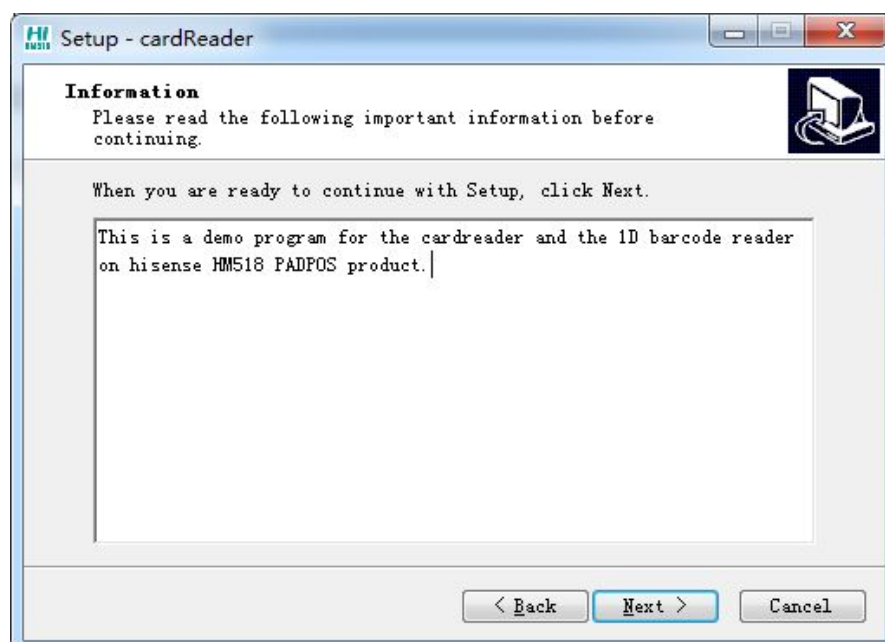 HI
HM518
Setup - cardReader
Information
Please read the following important information before
continuing.
When you are ready to continue with Setup, click Next.
This is a demo program for the cardreader and the 1D barcode reader
on hisense HM518 PADPOS product.
< Back
Next >
Cancel